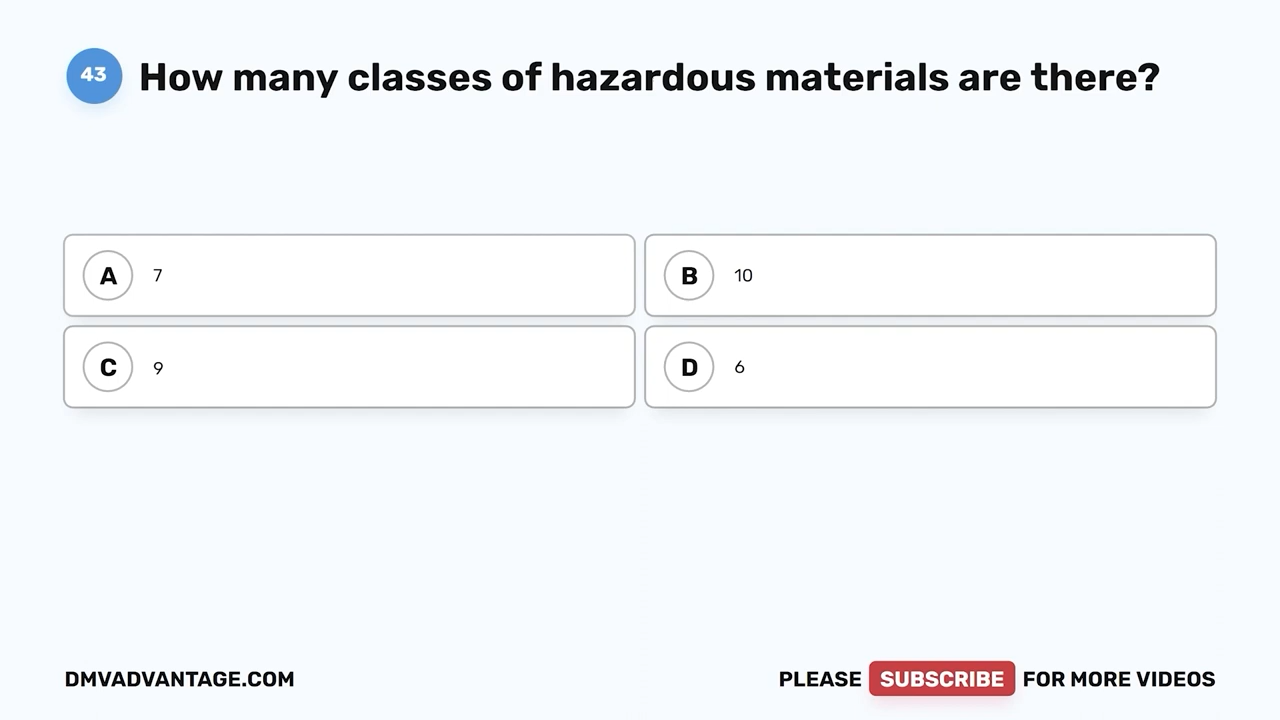 43 How many classes of hazardous materials are there?
A 7
B 10
C 9
D 6
DMVADVANTAGE.COM
PLEASE SUBSCRIBE FOR MORE VIDEOS